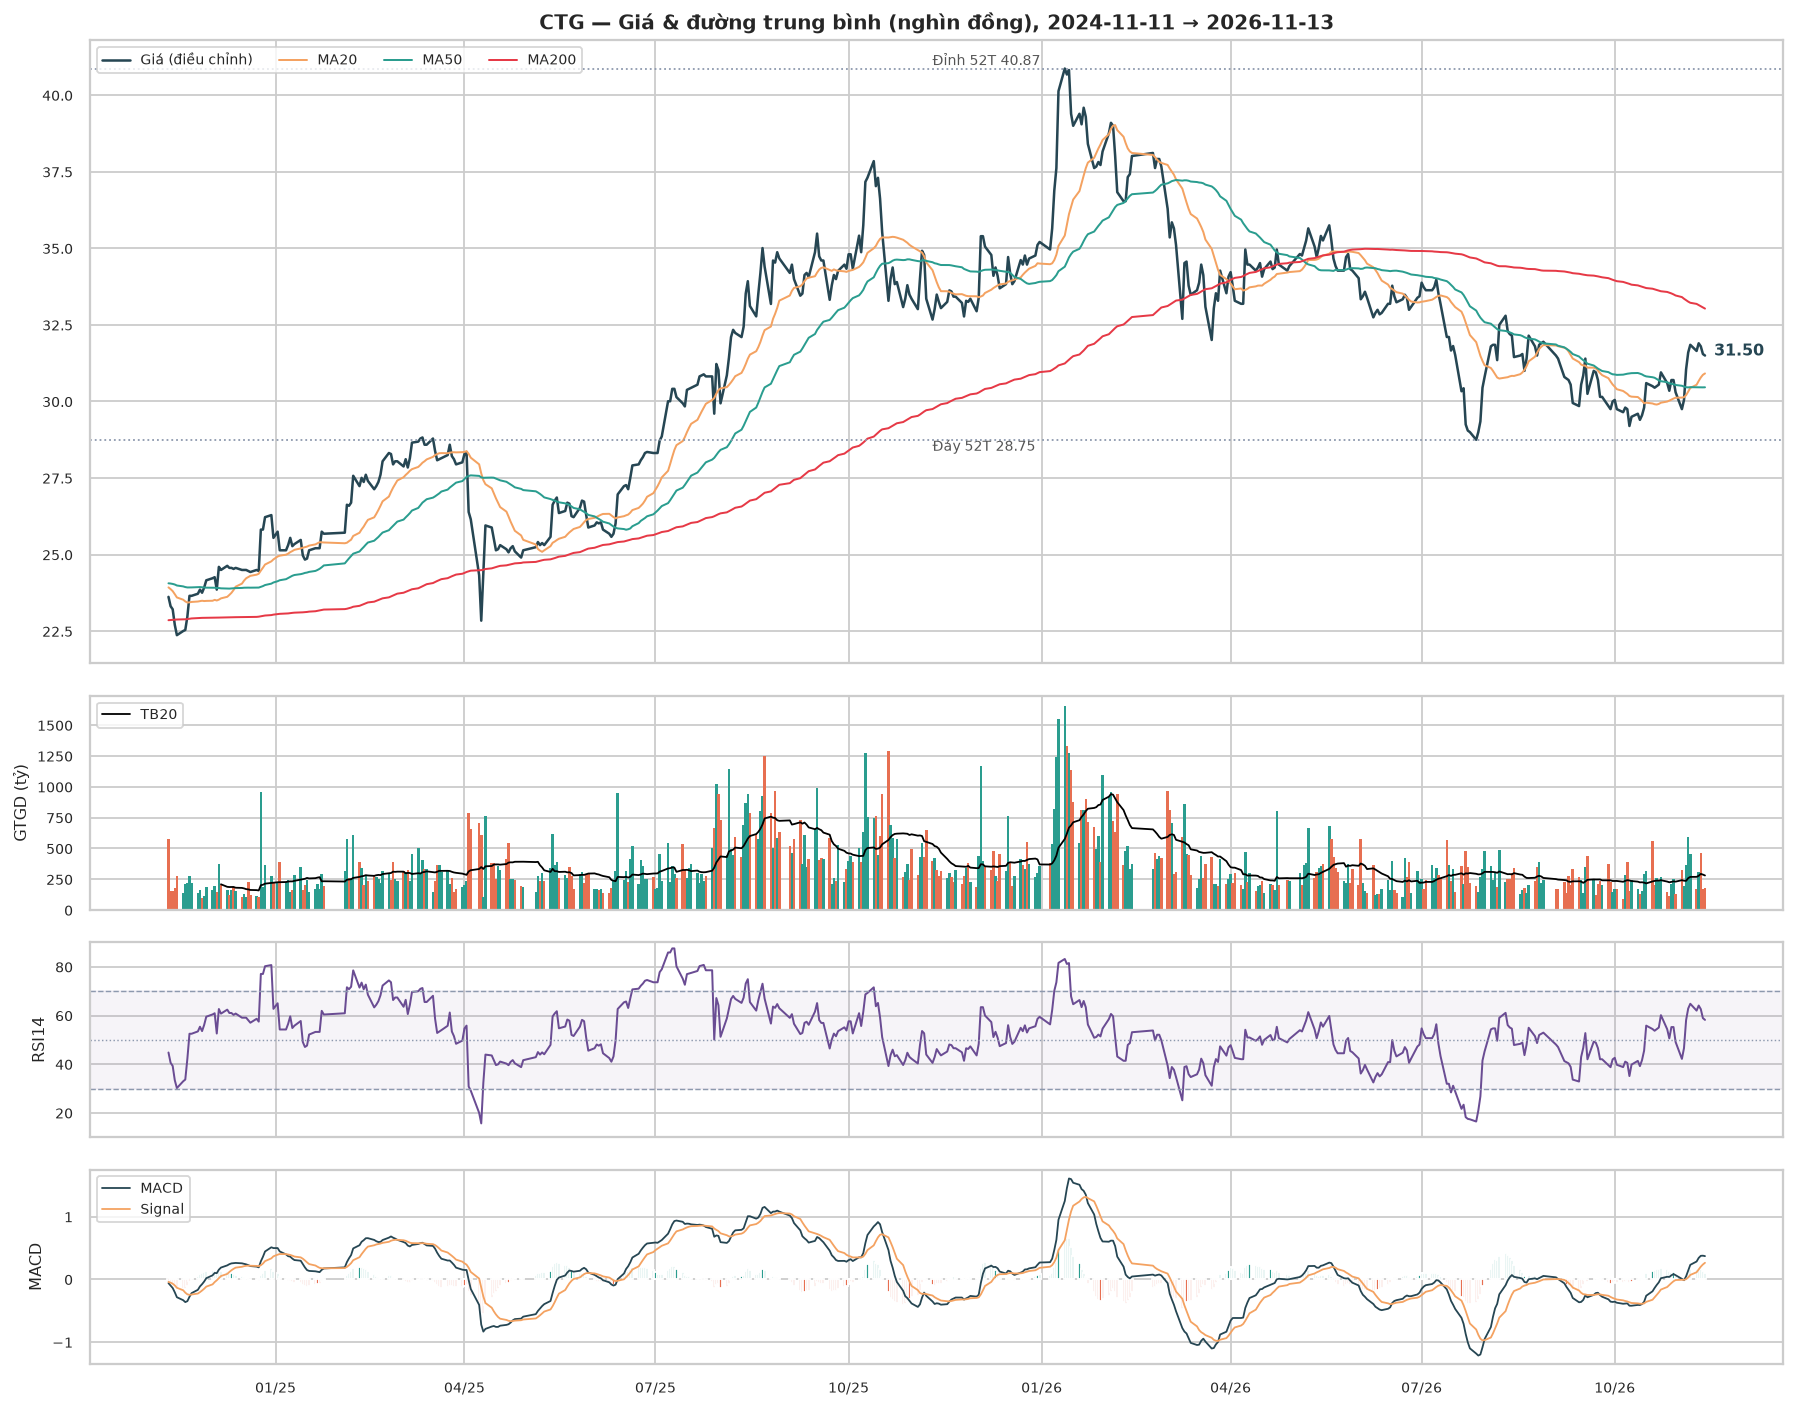 CTG — Giá & đường trung bình (nghìn đồng), 2024-11-11 → 2026-11-13
Giá (điều chỉnh) MA20 MA50 MA200
Đỉnh 52T 40.87
40.0
37.5
35.0
32.5
31.50
30.0
Đáy 52T 28.75
27.5
25.0
22.5
TB20
GTGD (tỷ)
1500
1250
1000
750
500
250
0
RSI14
80
60
40
20
MACD
Signal
MACD
1
0
−1
01/25 04/25 07/25 10/25 01/26 04/26 07/26 10/26